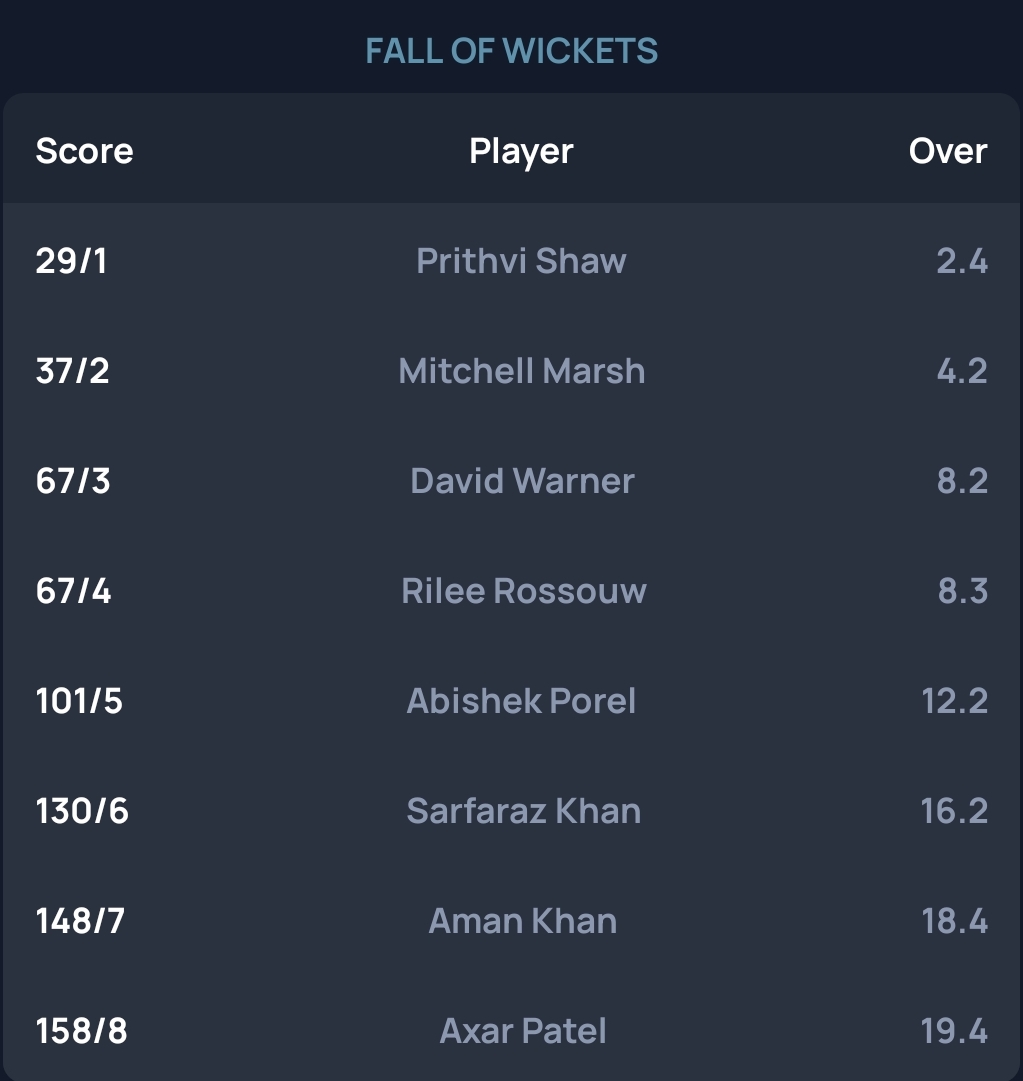 FALL OF WICKETS
Score Player Over
29/1 Prithvi Shaw 2.4
37/2 Mitchell Marsh 4.2
67/3 David Warner 8.2
67/4 Rilee Rossouw 8.3
101/5 Abishek Porel 12.2
130/6 Sarfaraz Khan 16.2
148/7 Aman Khan 18.4
158/8 Axar Patel 19.4